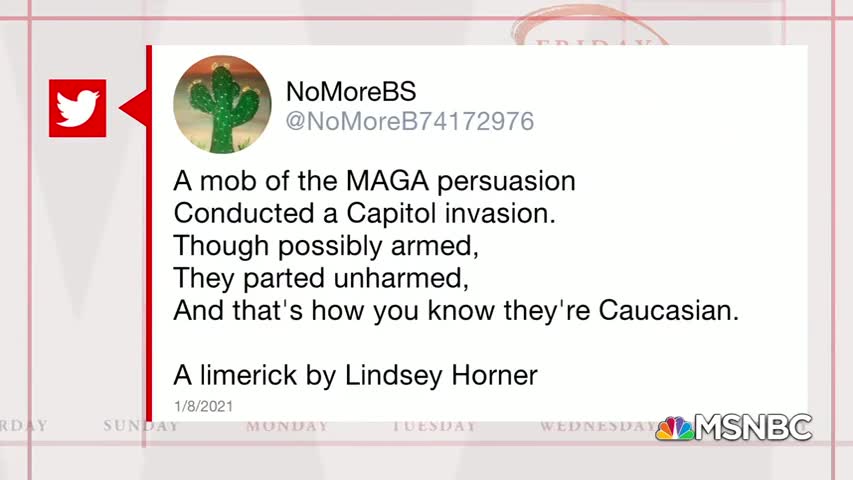 FRIDAY
NoMoreBS
@NoMoreB74172976
A mob of the MAGA persuasion
Conducted a Capitol invasion.
Though possibly armed,
They parted unharmed,
And that's how you know they're Caucasian.
A limerick by Lindsey Horner
1/8/2021
RDAY SUNDAY MONDAY TUESDAY WEDNESDAY
MSNBC